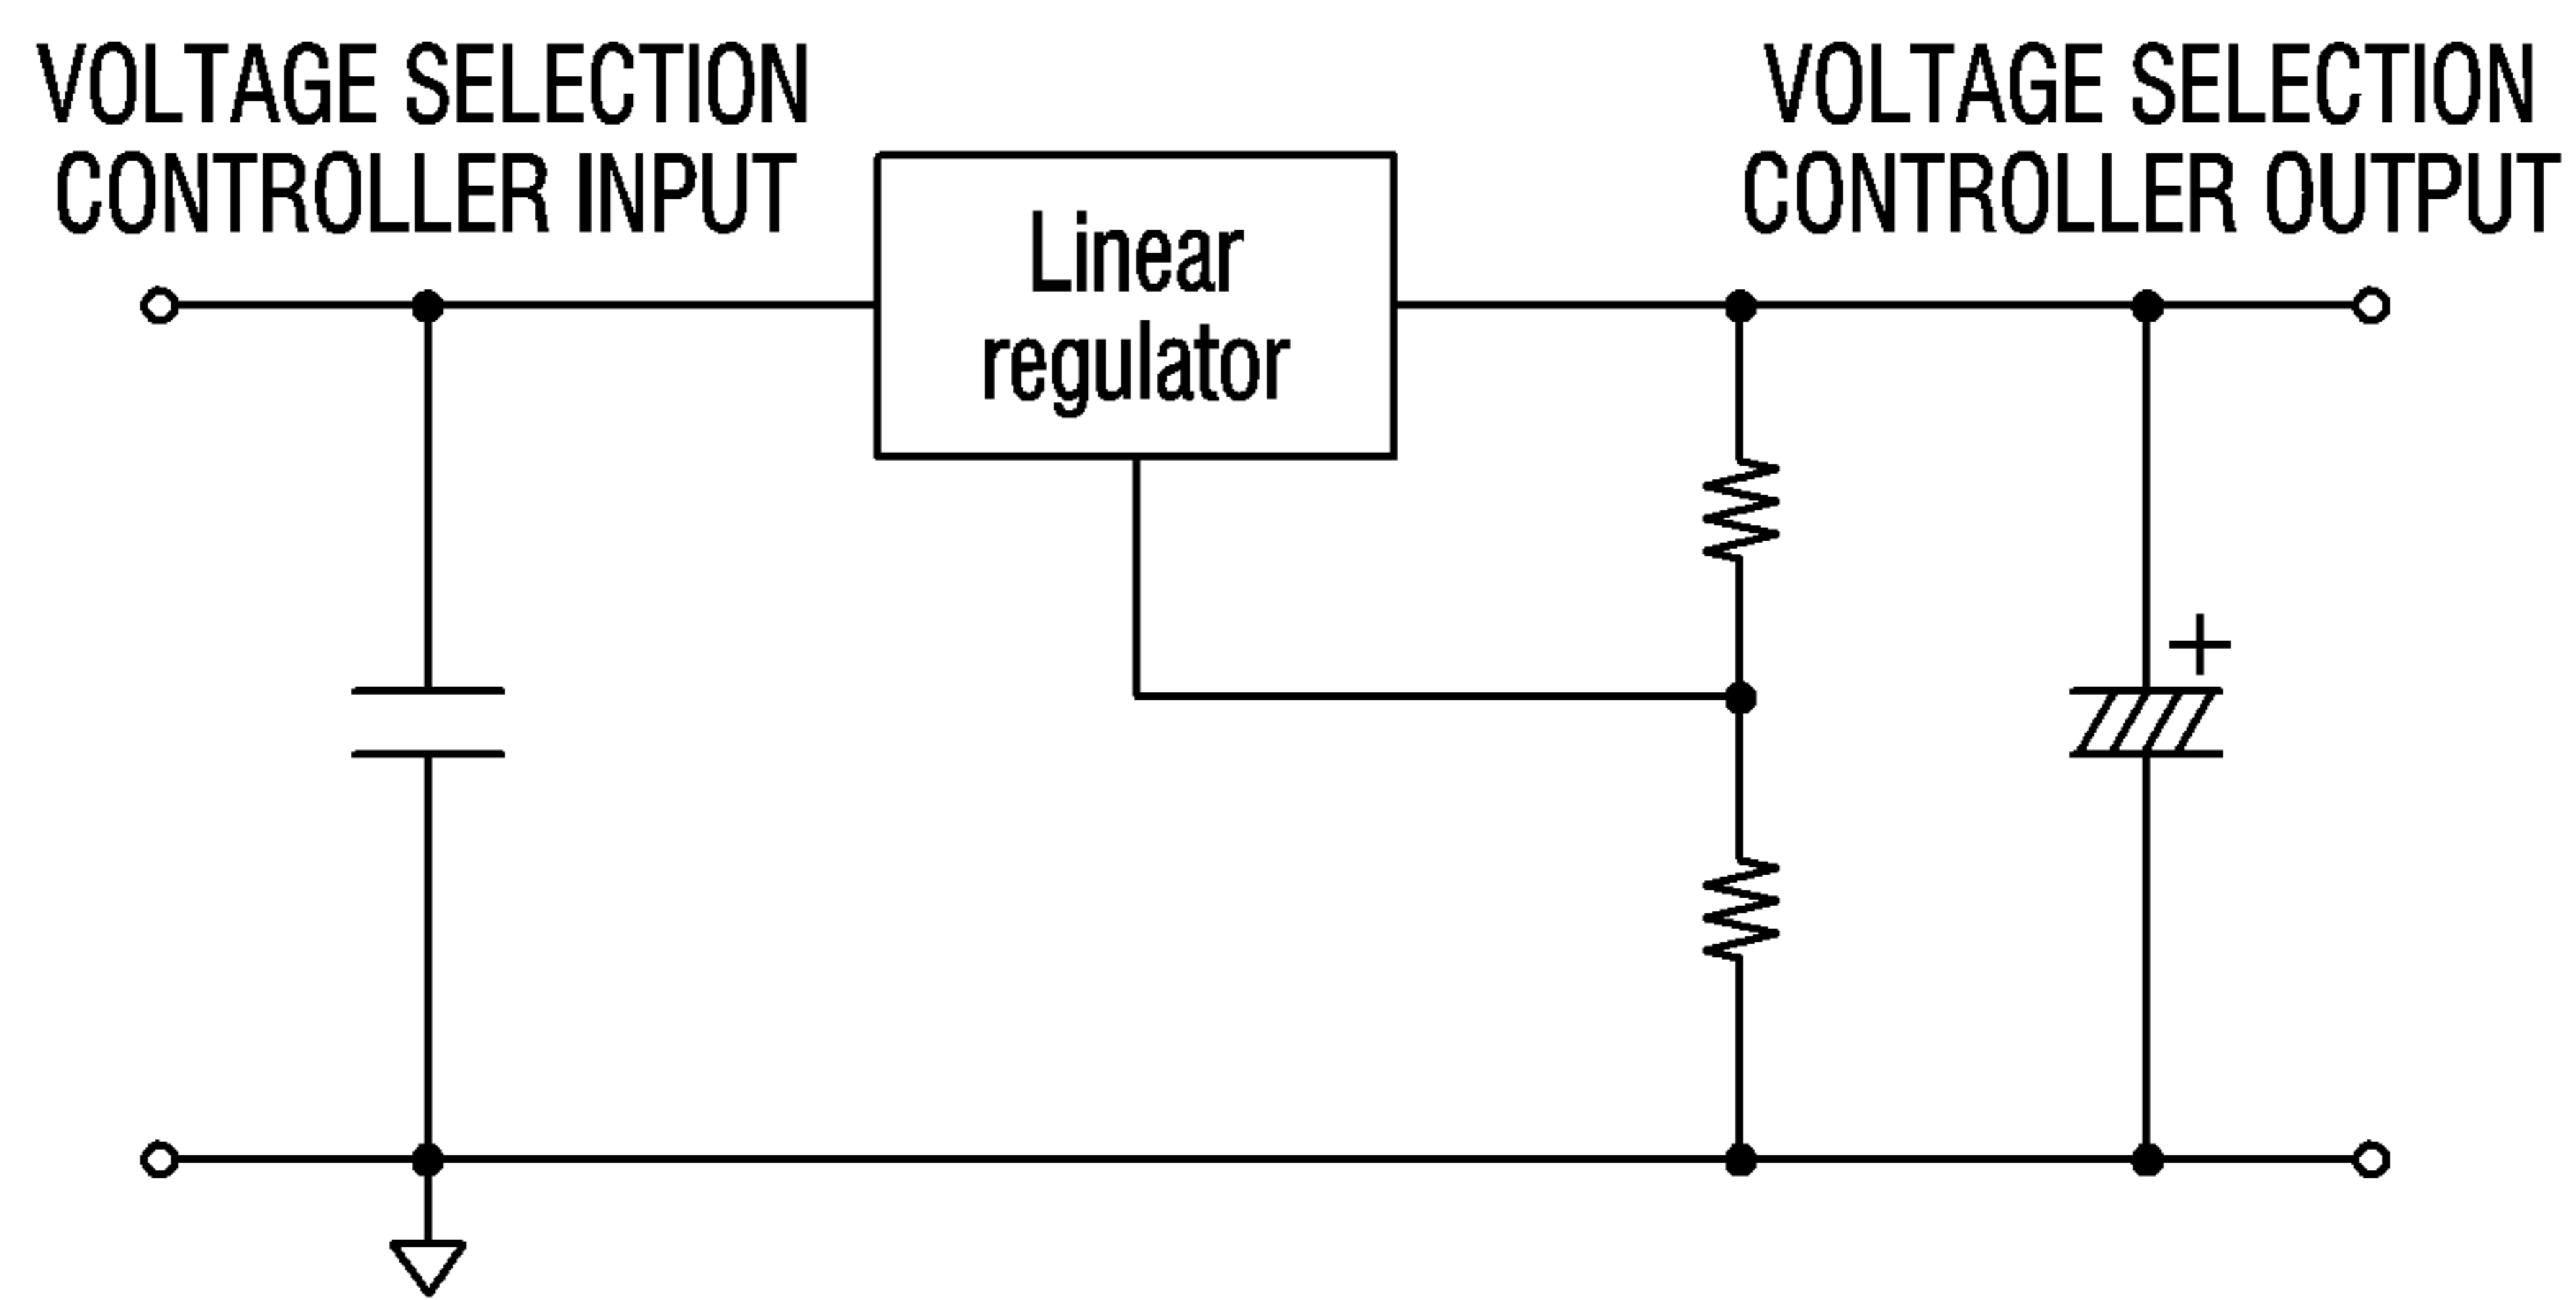 VOLTAGE SELECTION
CONTROLLER INPUT
Linear
regulator
VOLTAGE SELECTION
CONTROLLER OUTPUT
+